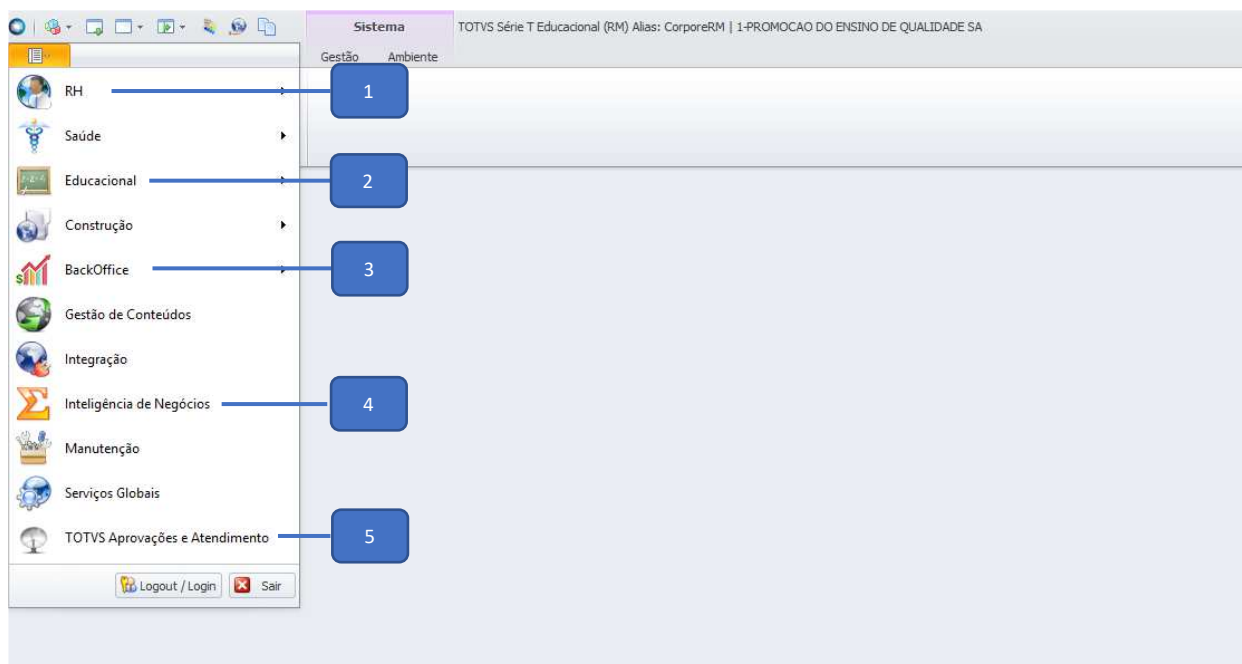 Sistema
TOTVS Série T Educacional (RM) Alias: CorporeRM | 1-PROMOCAO DO ENSINO DE QUALIDADE SA
Gestão Ambiente
RH
1
Saúde
Educacional
2
Construção
BackOffice
3
Gestão de Conteúdos
Integração
Inteligência de Negócios
4
Manutenção
Serviços Globais
TOTVS Aprovações e Atendimento
5
Logout / Login Sair